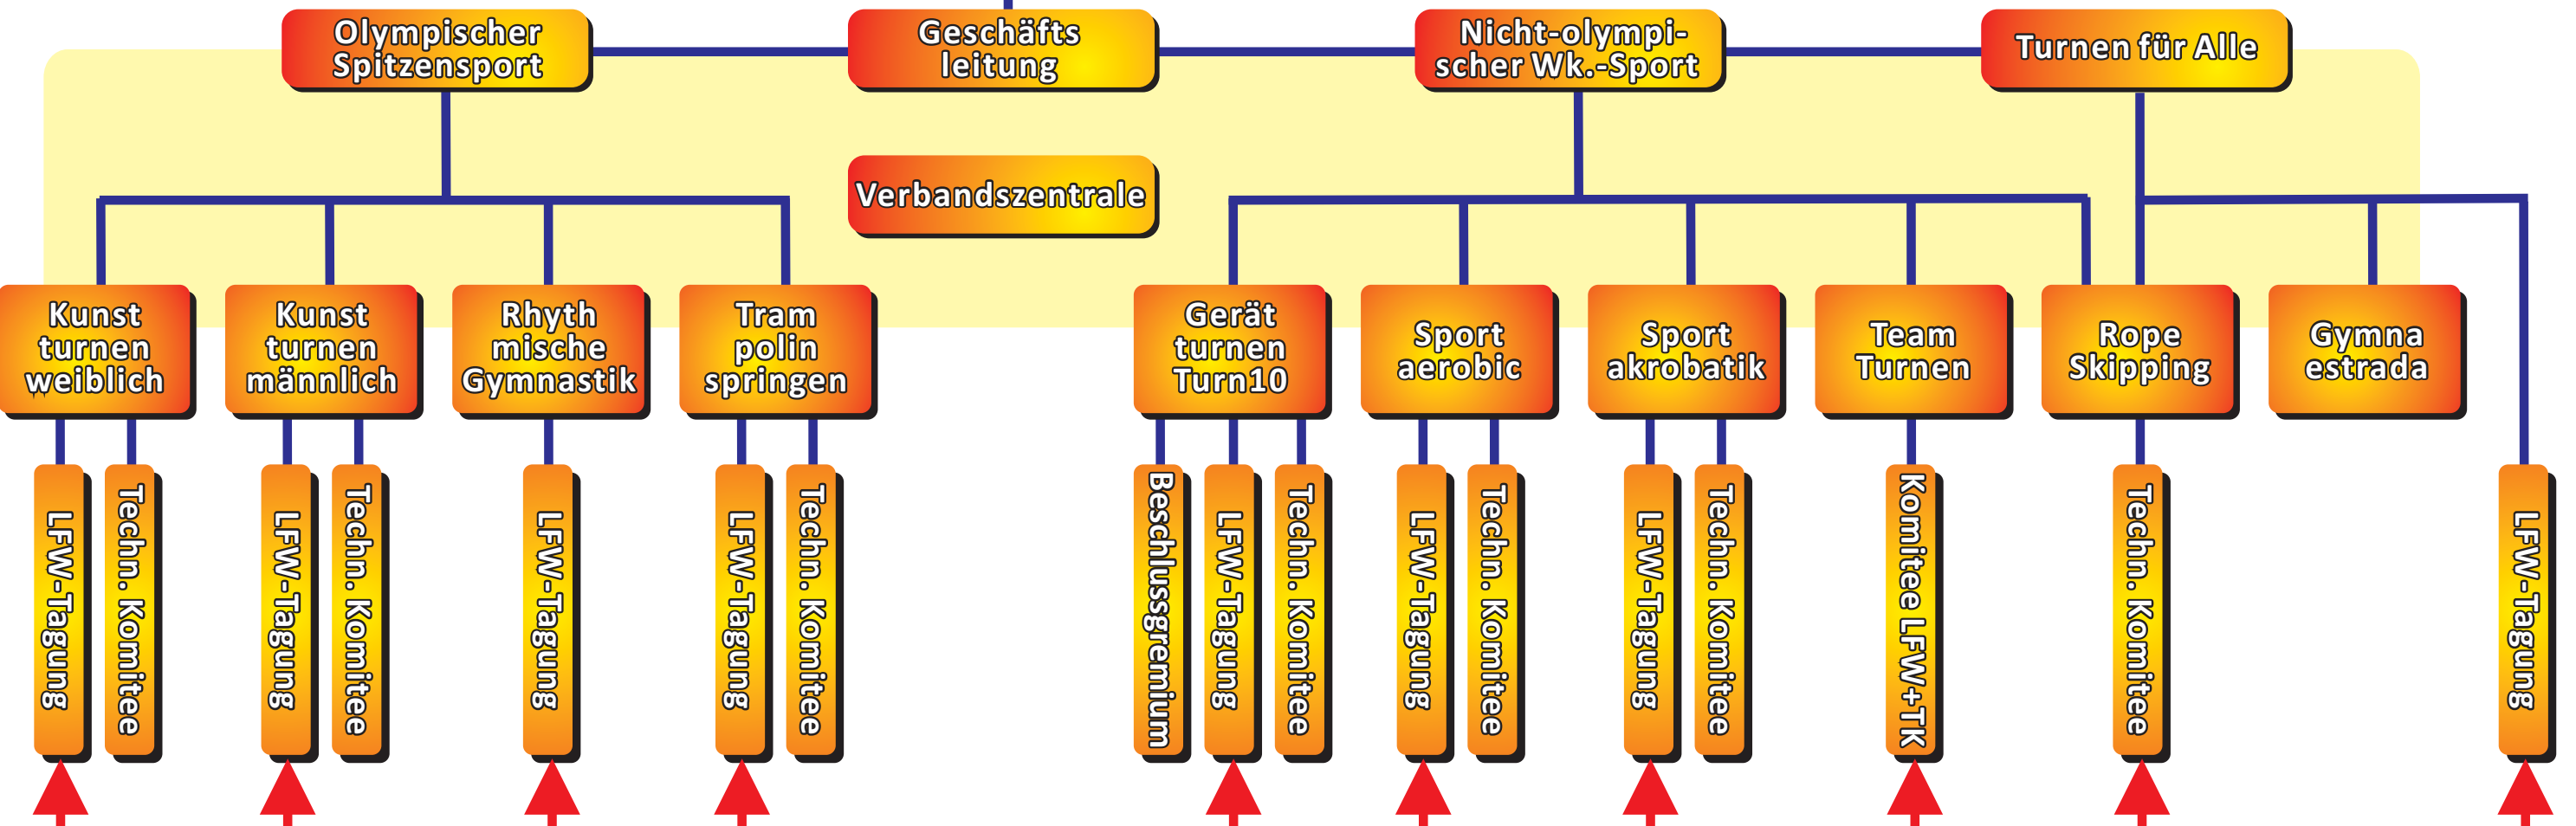 Olympischer
Spitzensport
Geschäfts
leitung
Nicht-olympi-
scher Wk.-Sport
Turnen für Alle
Verbandszentrale
Kunst
turnen
weiblich
Kunst
turnen
männlich
Rhyth
mische
Gymnastik
Tram
polin
springen
Gerät
turnen
Turn10
Sport
aerobic
Sport
akrobatik
Team
Turnen
Rope
Skipping
Gymna
estrada
LFW-Tagung
Techn. Komitee
LFW-Tagung
Techn. Komitee
LFW-Tagung
LFW-Tagung
Techn. Komitee
Beschlussgremium
LFW-Tagung
Techn. Komitee
LFW-Tagung
Techn. Komitee
LFW-Tagung
Techn. Komitee
Komitee LFW+TK
Techn. Komitee
LFW-Tagung